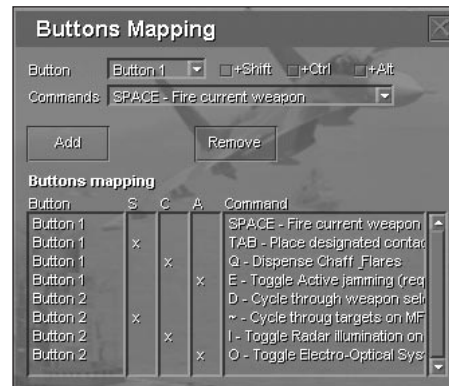 Buttons Mapping
Button Button 1 +Shift +Ctrl +Alt
Commands SPACE - Fire current weapon
Add Remove
Buttons mapping
Button S C A Command
Button 1 SPACE - Fire current weapon
Button 1 x TAB - Place designated contac
Button 1 x Q - Dispense Chaff_Flares
Button 1 x E - Toggle Active jamming (req
Button 2 D - Cycle through weapon sel
Button 2 x ~ - Cycle throug targets on MF
Button 2 x I - Toggle Radar illumination on
Button 2 x O - Toggle Electro-Optical Sys